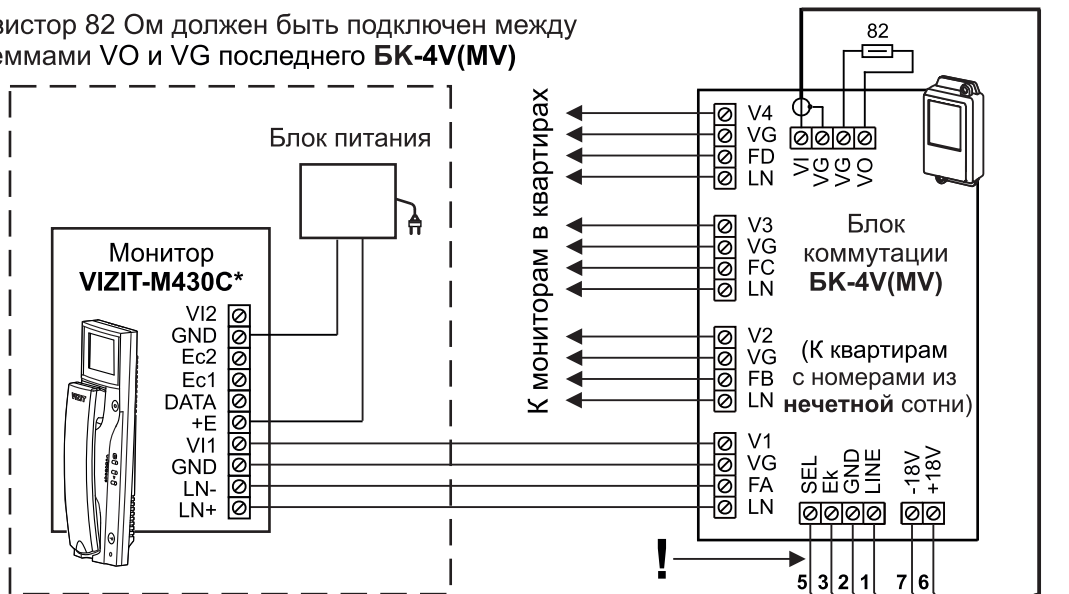 зистор 82 Ом должен быть подключен между
еммами VO и VG последнего БK-4V(MV)
82
Блок питания
Монитор
VIZIT-M430C*
VI2
GND
Ec2
Ec1
DATA
+E
VI1
GND
LN-
LN+
VIZIT
К мониторам в квартирах
V4
VG
FD
LN
V3
VG
FC
LN
V2
VG
FB
LN
V1
VG
FA
LN
VI
VG
VG
VO
Блок
коммутации
БK-4V(MV)
(К квартирам
с номерами из
нечетной сотни)
SEL
Ek
GND
LINE
-18V
+18V
!
5 3 2 1 7 6